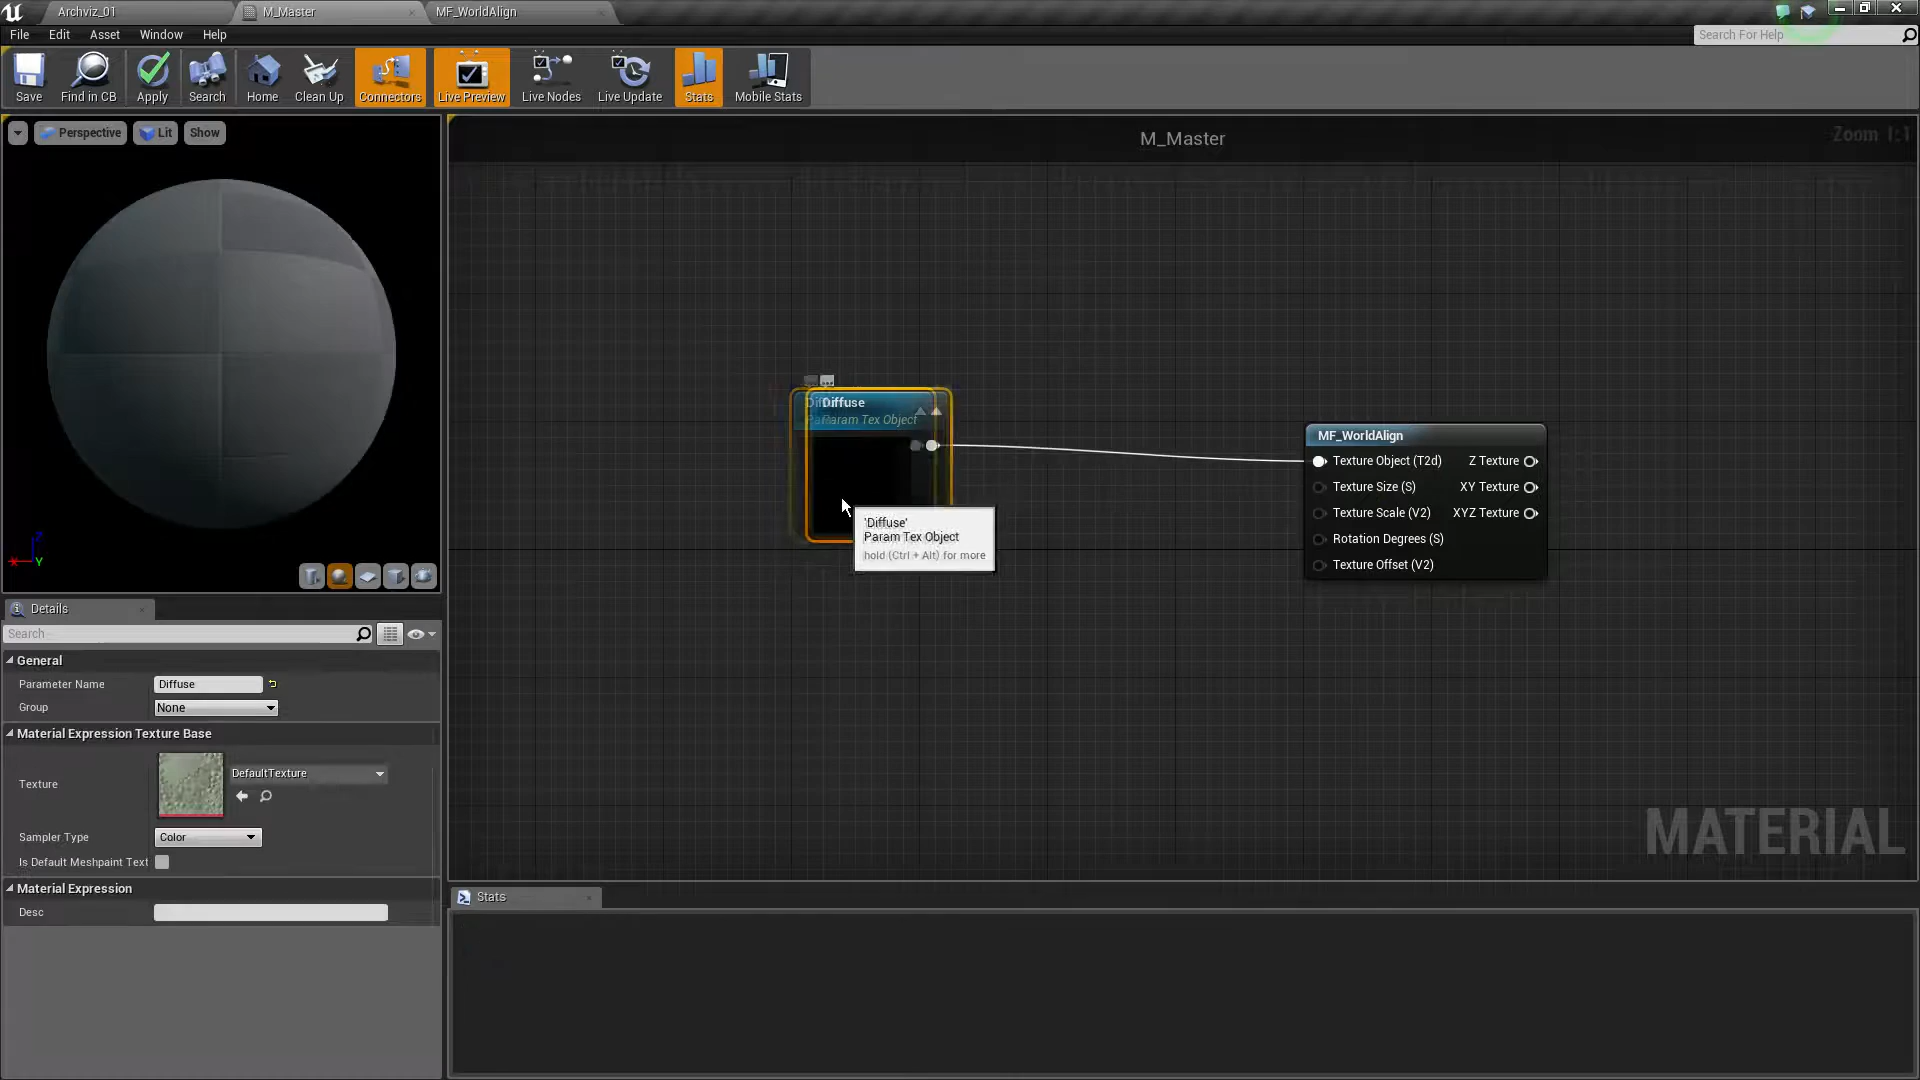 Archviz_01
M_Master
MF_WorldAlign
File
Edit
Asset
Window
Help
Search For Help
Save
Find in CB
Apply
Search
Home
Clean Up
Connectors
Live Preview
Live Nodes
Live Update
Stats
Mobile Stats
Perspective
Lit
Show
M_Master
Zoom 1:1
Diffuse
Param Tex Object
MF_WorldAlign
Texture Object (T2d)
Z Texture
Texture Size (S)
XY Texture
Texture Scale (V2)
XYZ Texture
Rotation Degrees (S)
Texture Offset (V2)
'Diffuse'
Param Tex Object
hold (Ctrl + Alt) for more
Z
X
Y
Details
Search
General
Parameter Name
Diffuse
Group
None
Material Expression Texture Base
Texture
DefaultTexture
Sampler Type
Color
Is Default Meshpaint Text
Material Expression
Desc
MATERIAL
Stats